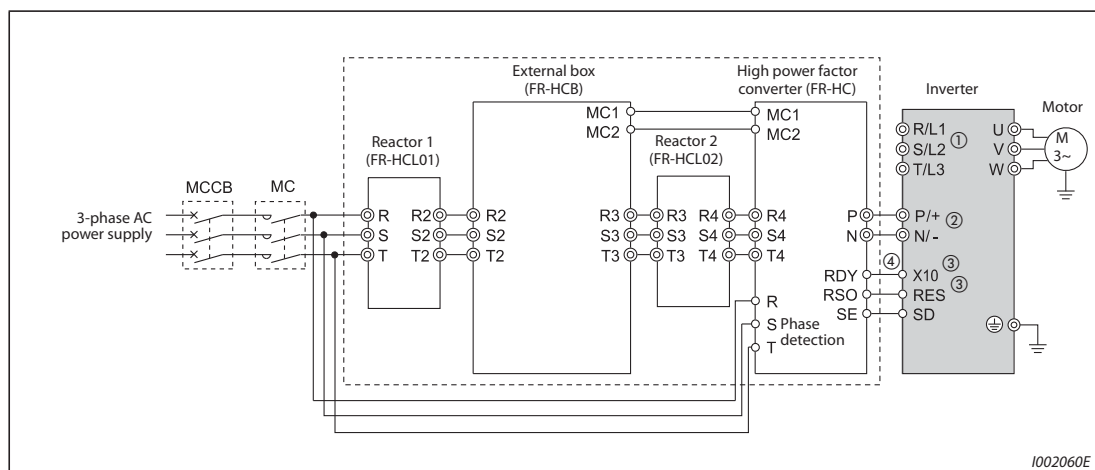 External box
(FR-HCB)
High power factor
converter (FR-HC)
Inverter
Motor
MC1
MC2
MC1
MC2
Reactor 1
(FR-HCL01)
Reactor 2
(FR-HCL02)
R/L1
S/L2
T/L3
①
U
V
W
M
3~
MCCB
MC
3-phase AC
power supply
R
S
T
R2
S2
T2
R2
S2
T2
R3
S3
T3
R3
S3
T3
R4
S4
T4
R4
S4
T4
P
N
P/+
N/-
②
RDY
RSO
SE
④
X10
RES
SD
③
③
R
S
T
Phase
detection
I002060E